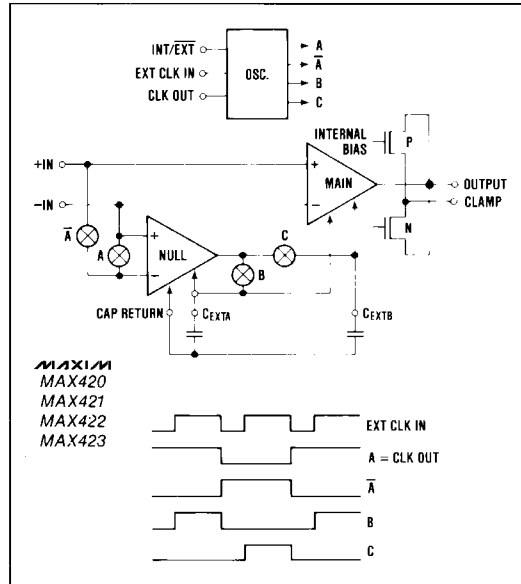 INT/EXT
EXT CLK IN
CLK OUT
OSC.
A
A
B
C
INTERNAL
BIAS
P
+IN
−IN
+
−
MAIN
OUTPUT
CLAMP
N
A
A
+
−
NULL
C
B
CAP RETURN
CEXTA
CEXTB
MAXIM
MAX420
MAX421
MAX422
MAX423
EXT CLK IN
A = CLK OUT
A
B
C